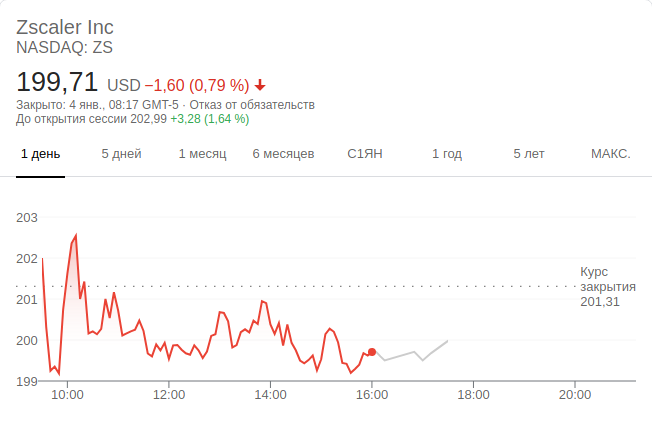 Zscaler Inc
NASDAQ: ZS
199,71 USD −1,60 (0,79 %)
Закрыто: 4 янв., 08:17 GMT-5 · Отказ от обязательств
До открытия сессии 202,99 +3,28 (1,64 %)
1 день 5 дней 1 месяц 6 месяцев С1ЯН 1 год 5 лет МАКС.
203
202
Курс
закрытия
201,31
201
200
199
10:00 12:00 14:00 16:00 18:00 20:00